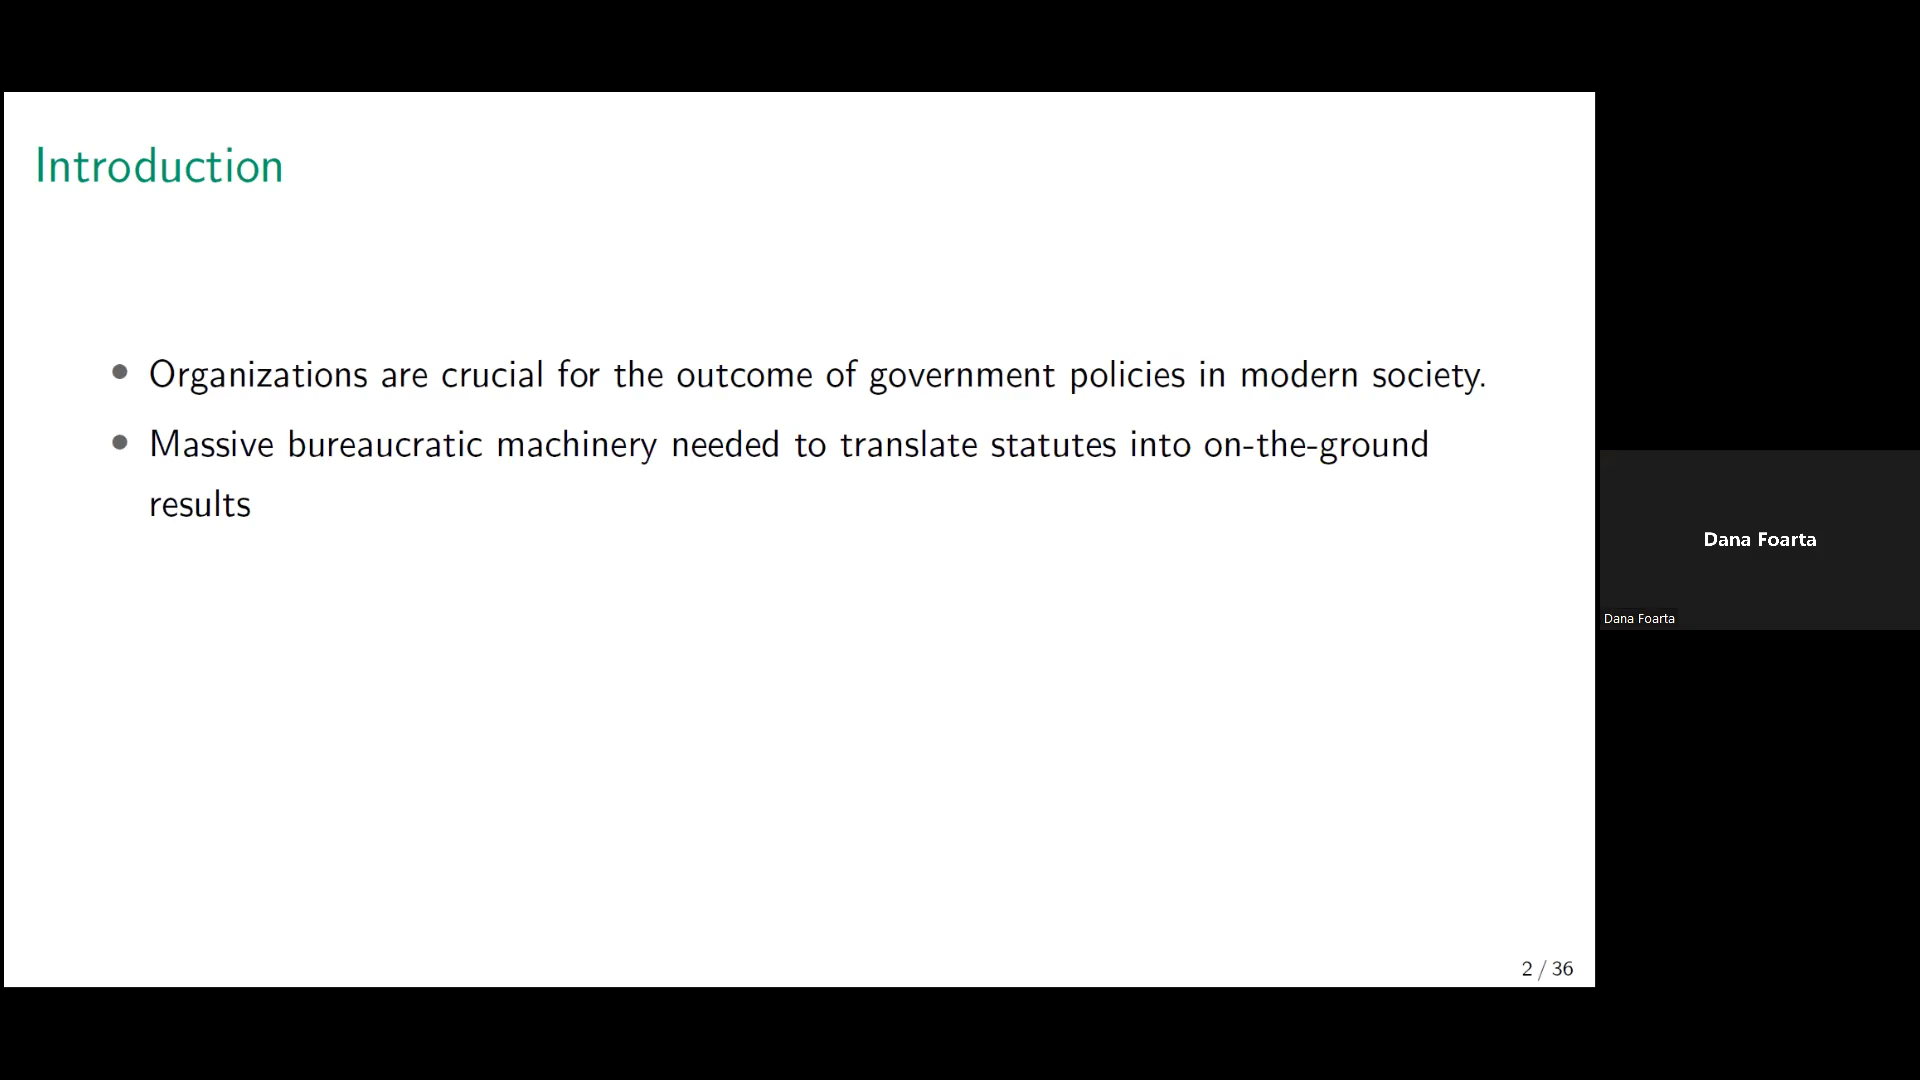 Introduction
• Organizations are crucial for the outcome of government policies in modern society.
• Massive bureaucratic machinery needed to translate statutes into on-the-ground
results
2 / 36
Dana Foarta
Dana Foarta